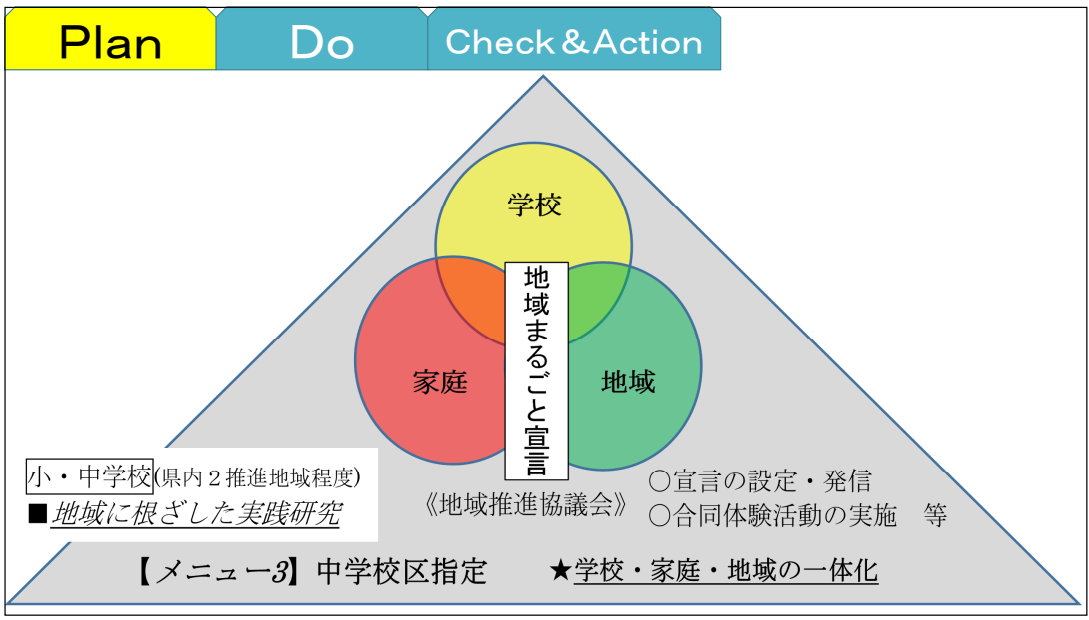 Plan
Do
Check＆Action
学校
家庭
地域
地域まるごと宣言
小・中学校(県内２推進地域程度)
■地域に根ざした実践研究
《地域推進協議会》
〇宣言の設定・発信
〇合同体験活動の実施　等
【メニュー3】中学校区指定
★学校・家庭・地域の一体化